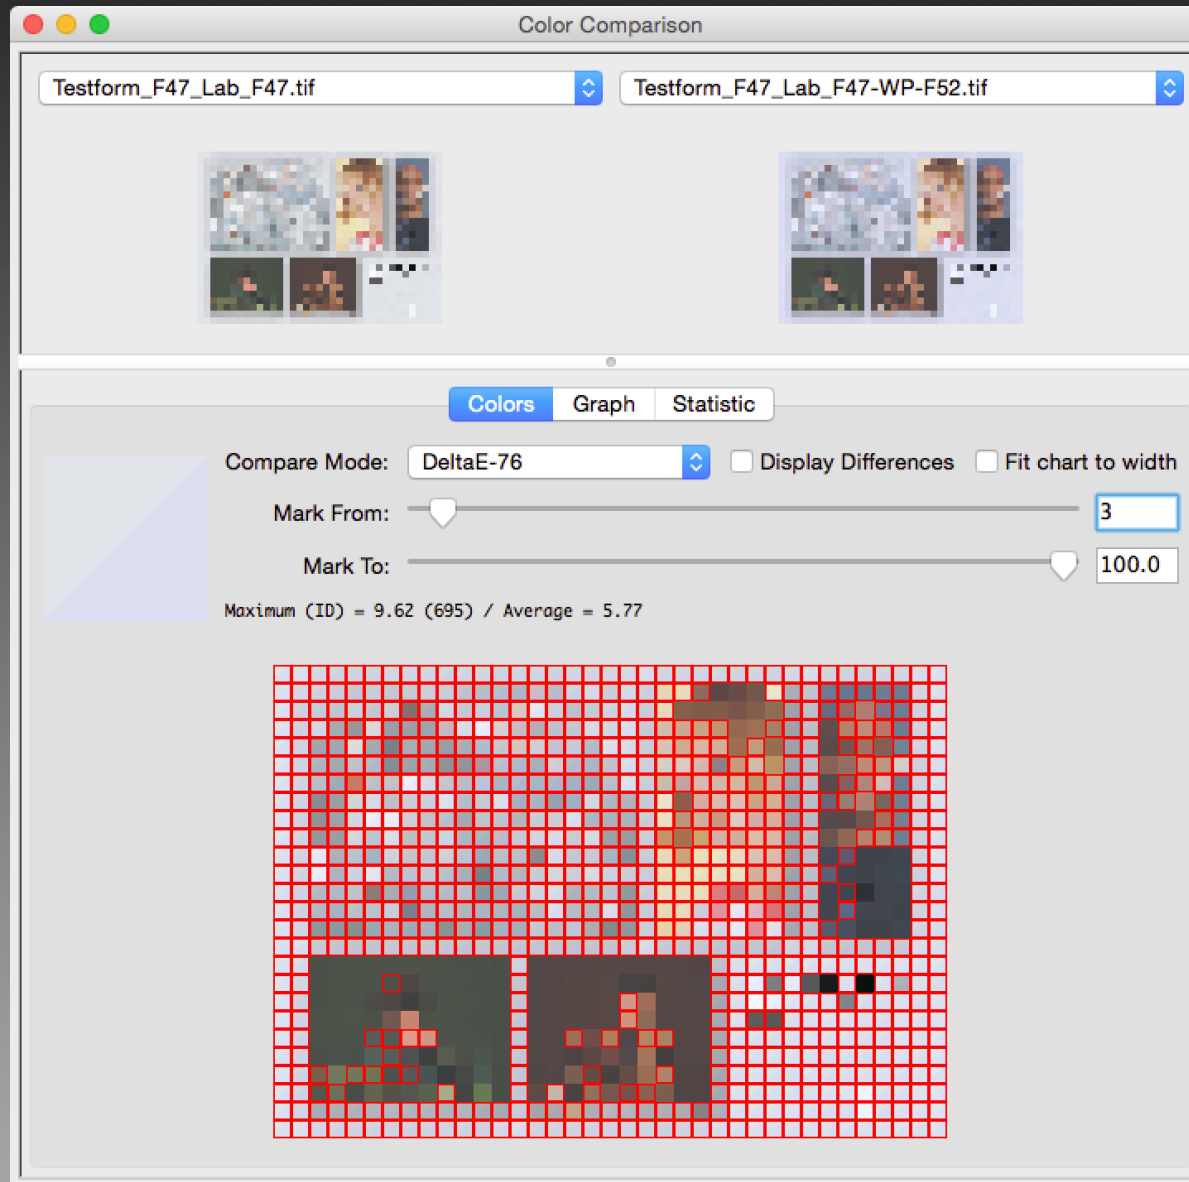 Color Comparison
Testform_F47_Lab_F47.tif
Testform_F47_Lab_F47-WP-F52.tif
Colors Graph Statistic
Compare Mode: DeltaE-76 Display Differences Fit chart to width
Mark From: 3
Mark To: 100.0
Maximum (ID) = 9.62 (695) / Average = 5.77